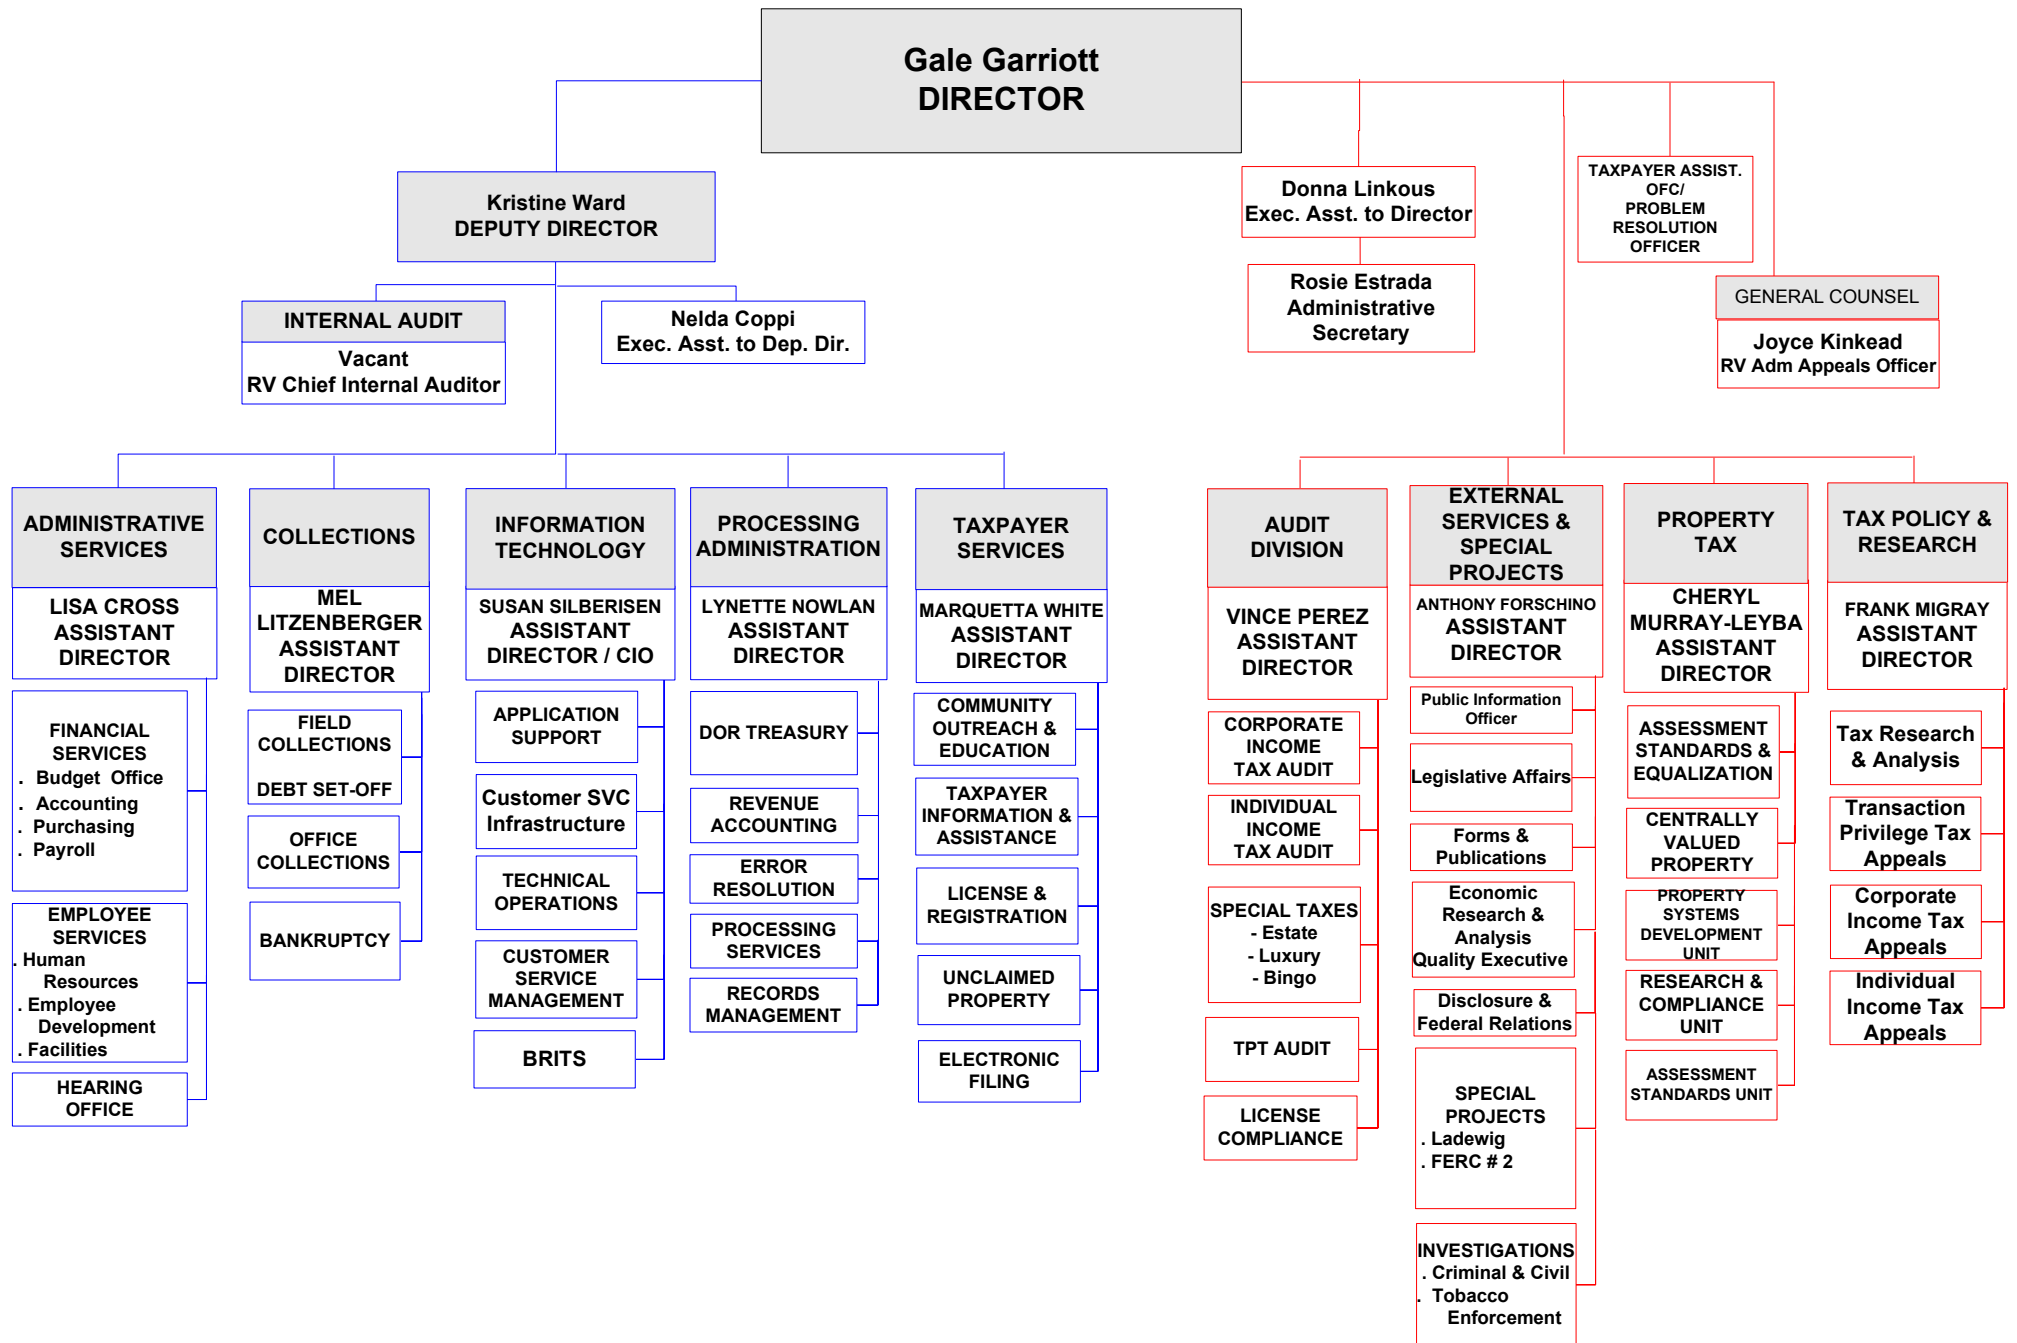 Gale Garriott
DIRECTOR
Kristine Ward
DEPUTY DIRECTOR
Donna Linkous
Exec. Asst. to Director
TAXPAYER ASSIST.
OFC/
PROBLEM
RESOLUTION
OFFICER
Rosie Estrada
Administrative
Secretary
GENERAL COUNSEL
Joyce Kinkead
RV Adm Appeals Officer
INTERNAL AUDIT
Vacant
RV Chief Internal Auditor
Nelda Coppi
Exec. Asst. to Dep. Dir.
ADMINISTRATIVE
SERVICES
LISA CROSS
ASSISTANT
DIRECTOR
FINANCIAL
SERVICES
. Budget Office
. Accounting
. Purchasing
. Payroll
EMPLOYEE
SERVICES
. Human
Resources
. Employee
Development
. Facilities
HEARING
OFFICE
COLLECTIONS
MEL
LITZENBERGER
ASSISTANT
DIRECTOR
FIELD
COLLECTIONS
DEBT SET-OFF
OFFICE
COLLECTIONS
BANKRUPTCY
INFORMATION
TECHNOLOGY
SUSAN SILBERISEN
ASSISTANT
DIRECTOR / CIO
APPLICATION
SUPPORT
Customer SVC
Infrastructure
TECHNICAL
OPERATIONS
CUSTOMER
SERVICE
MANAGEMENT
BRITS
PROCESSING
ADMINISTRATION
LYNETTE NOWLAN
ASSISTANT
DIRECTOR
DOR TREASURY
REVENUE
ACCOUNTING
ERROR
RESOLUTION
PROCESSING
SERVICES
RECORDS
MANAGEMENT
TAXPAYER
SERVICES
MARQUETTA WHITE
ASSISTANT
DIRECTOR
COMMUNITY
OUTREACH &
EDUCATION
TAXPAYER
INFORMATION &
ASSISTANCE
LICENSE &
REGISTRATION
UNCLAIMED
PROPERTY
ELECTRONIC
FILING
AUDIT
DIVISION
VINCE PEREZ
ASSISTANT
DIRECTOR
CORPORATE
INCOME
TAX AUDIT
INDIVIDUAL
INCOME
TAX AUDIT
SPECIAL TAXES
- Estate
- Luxury
- Bingo
TPT AUDIT
LICENSE
COMPLIANCE
EXTERNAL
SERVICES &
SPECIAL
PROJECTS
ANTHONY FORSCHINO
ASSISTANT
DIRECTOR
Public Information
Officer
Legislative Affairs
Forms &
Publications
Economic
Research &
Analysis
Quality Executive
Disclosure &
Federal Relations
SPECIAL
PROJECTS
. Ladewig
. FERC # 2
INVESTIGATIONS
. Criminal & Civil
. Tobacco
Enforcement
PROPERTY
TAX
CHERYL
MURRAY-LEYBA
ASSISTANT
DIRECTOR
ASSESSMENT
STANDARDS &
EQUALIZATION
CENTRALLY
VALUED
PROPERTY
PROPERTY
SYSTEMS
DEVELOPMENT
UNIT
RESEARCH &
COMPLIANCE
UNIT
ASSESSMENT
STANDARDS UNIT
TAX POLICY &
RESEARCH
FRANK MIGRAY
ASSISTANT
DIRECTOR
Tax Research
& Analysis
Transaction
Privilege Tax
Appeals
Corporate
Income Tax
Appeals
Individual
Income Tax
Appeals